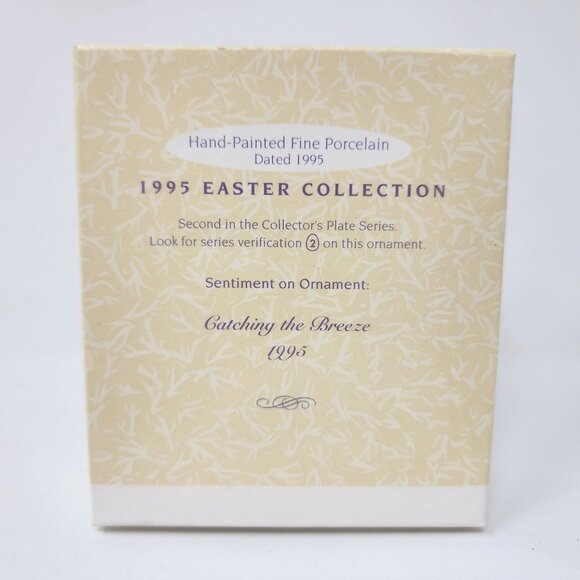 Hand-Painted Fine Porcelain
Dated 1995
1995 EASTER COLLECTION
Second in the Collector's Plate Series.
Look for series verification 2 on this ornament.
Sentiment on Ornament:
Catching the Breeze
1995